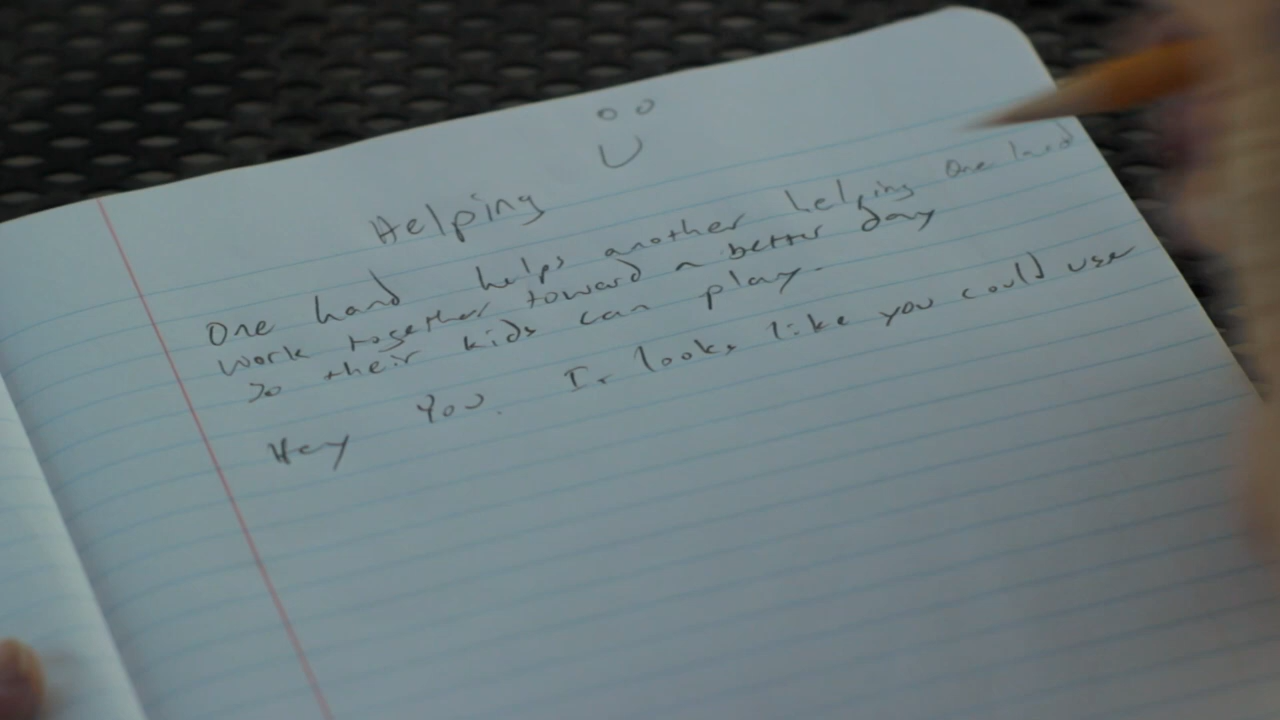 Helping
One hand helps another helping One hand
work together toward a better day
So their kids can play.
Hey You. It looks like you could use